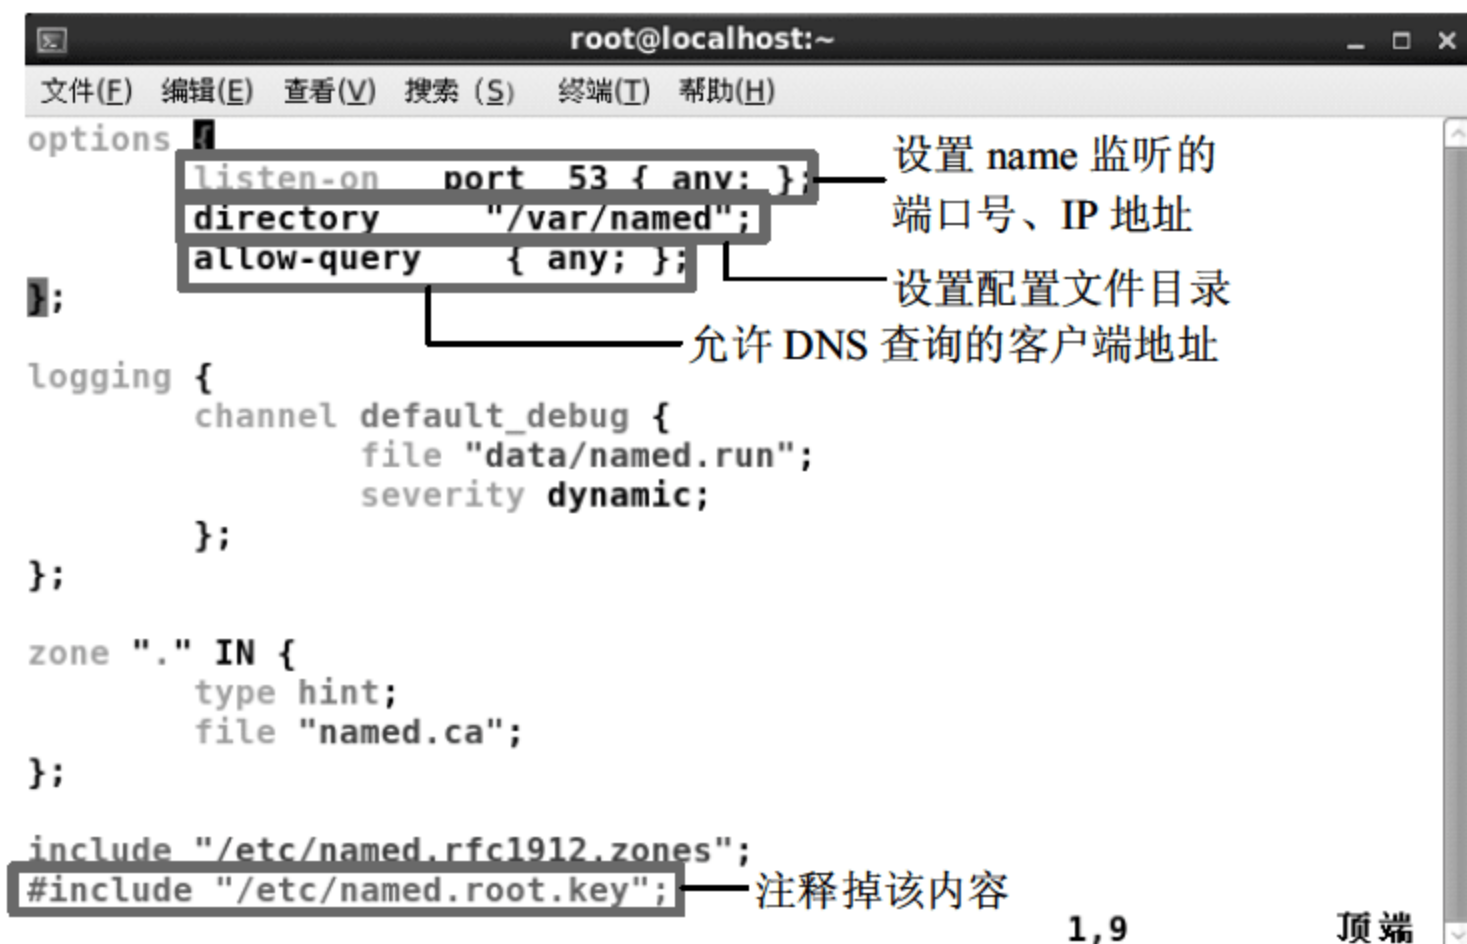 root@localhost:~
文件(F) 编辑(E) 查看(V) 搜索 (S) 终端(T) 帮助(H)
options {
listen-on port 53 { any; };
directory "/var/named";
allow-query { any; };
};
设置 name 监听的
端口号、IP 地址
设置配置文件目录
允许 DNS 查询的客户端地址
logging {
channel default_debug {
file "data/named.run";
severity dynamic;
};
};
zone "." IN {
type hint;
file "named.ca";
};
include "/etc/named.rfc1912.zones";
#include "/etc/named.root.key";
注释掉该内容
1,9 顶端